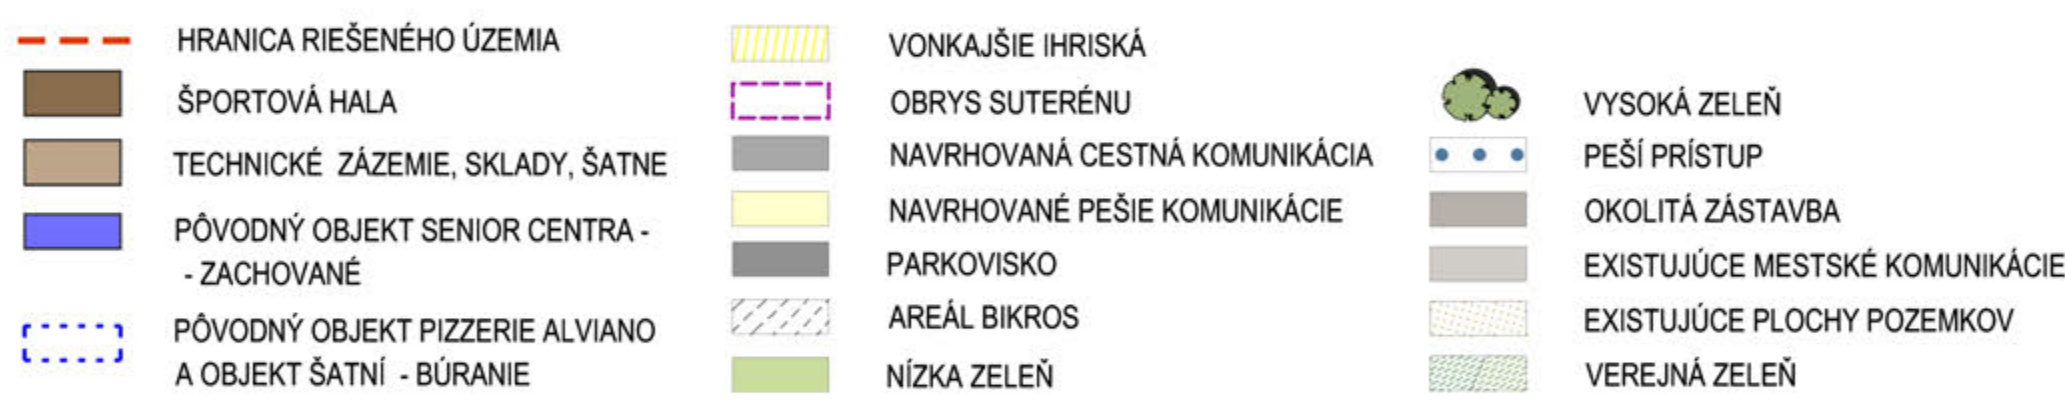 HRANICA RIEŠENÉHO ÚZEMIA
ŠPORTOVÁ HALA
TECHNICKÉ ZÁZEMIE, SKLADY, ŠATNE
PÔVODNÝ OBJEKT SENIOR CENTRA -
- ZACHOVANÉ
PÔVODNÝ OBJEKT PIZZERIE ALVIANO
A OBJEKT ŠATNÍ - BÚRANIE
VONKAJŠIE IHRISKÁ
OBRYS SUTERÉNU
NAVRHOVANÁ CESTNÁ KOMUNIKÁCIA
NAVRHOVANÉ PEŠIE KOMUNIKÁCIE
PARKOVISKO
AREÁL BIKROS
NÍZKA ZELEŇ
VYSOKÁ ZELEŇ
PEŠÍ PRÍSTUP
OKOLITÁ ZÁSTAVBA
EXISTUJÚCE MESTSKÉ KOMUNIKÁCIE
EXISTUJÚCE PLOCHY POZEMKOV
VEREJNÁ ZELEŇ